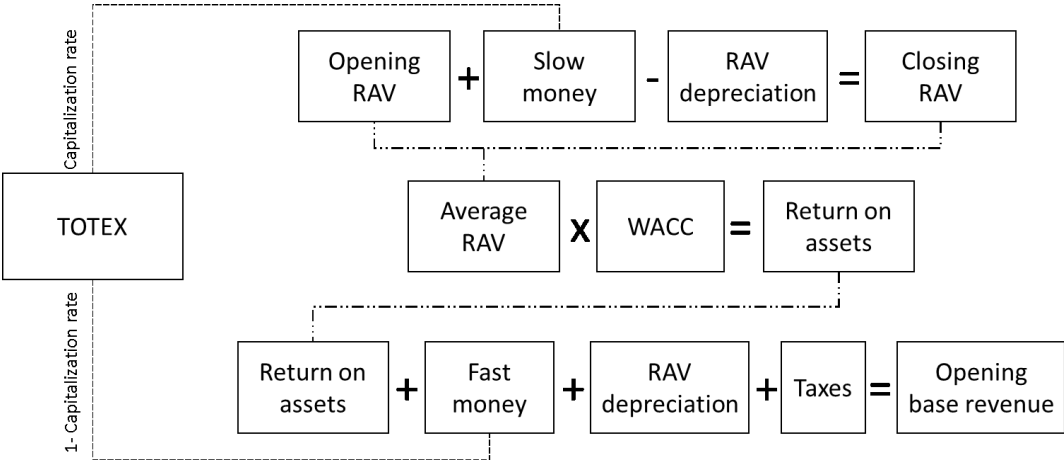 Capitalization rate
Opening
RAV
+
Slow
money
-
RAV
depreciation
=
Closing
RAV
TOTEX
Average
RAV
X
WACC
=
Return on
assets
1- Capitalization rate
Return on
assets
+
Fast
money
+
RAV
depreciation
+
Taxes
=
Opening
base revenue